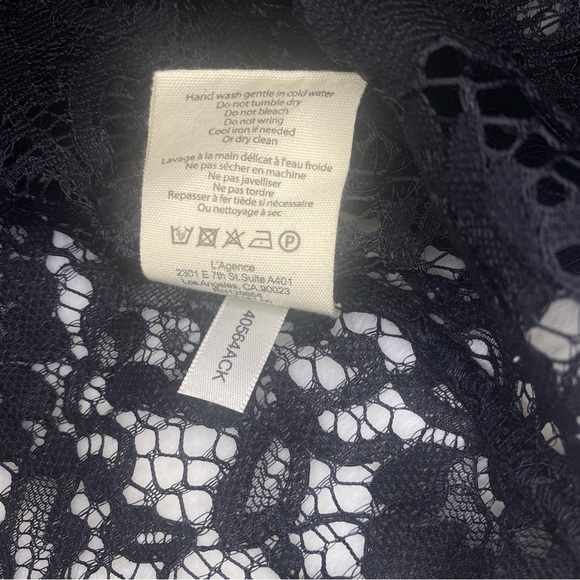 Hand wash gentle in cold water
Do not tumble dry
Do not bleach
Do not wring
Cool iron if needed
Or dry clean
Lavage à la main délicat à l'eau froide
Ne pas sécher en machine
Ne pas javelliser
Ne pas tordre
Repasser à fer tiède si nécessaire
Ou nettoyage à sec
L'Agence
2301 E 7th St Suite A401
Los Angeles, CA 90023
40564ACK